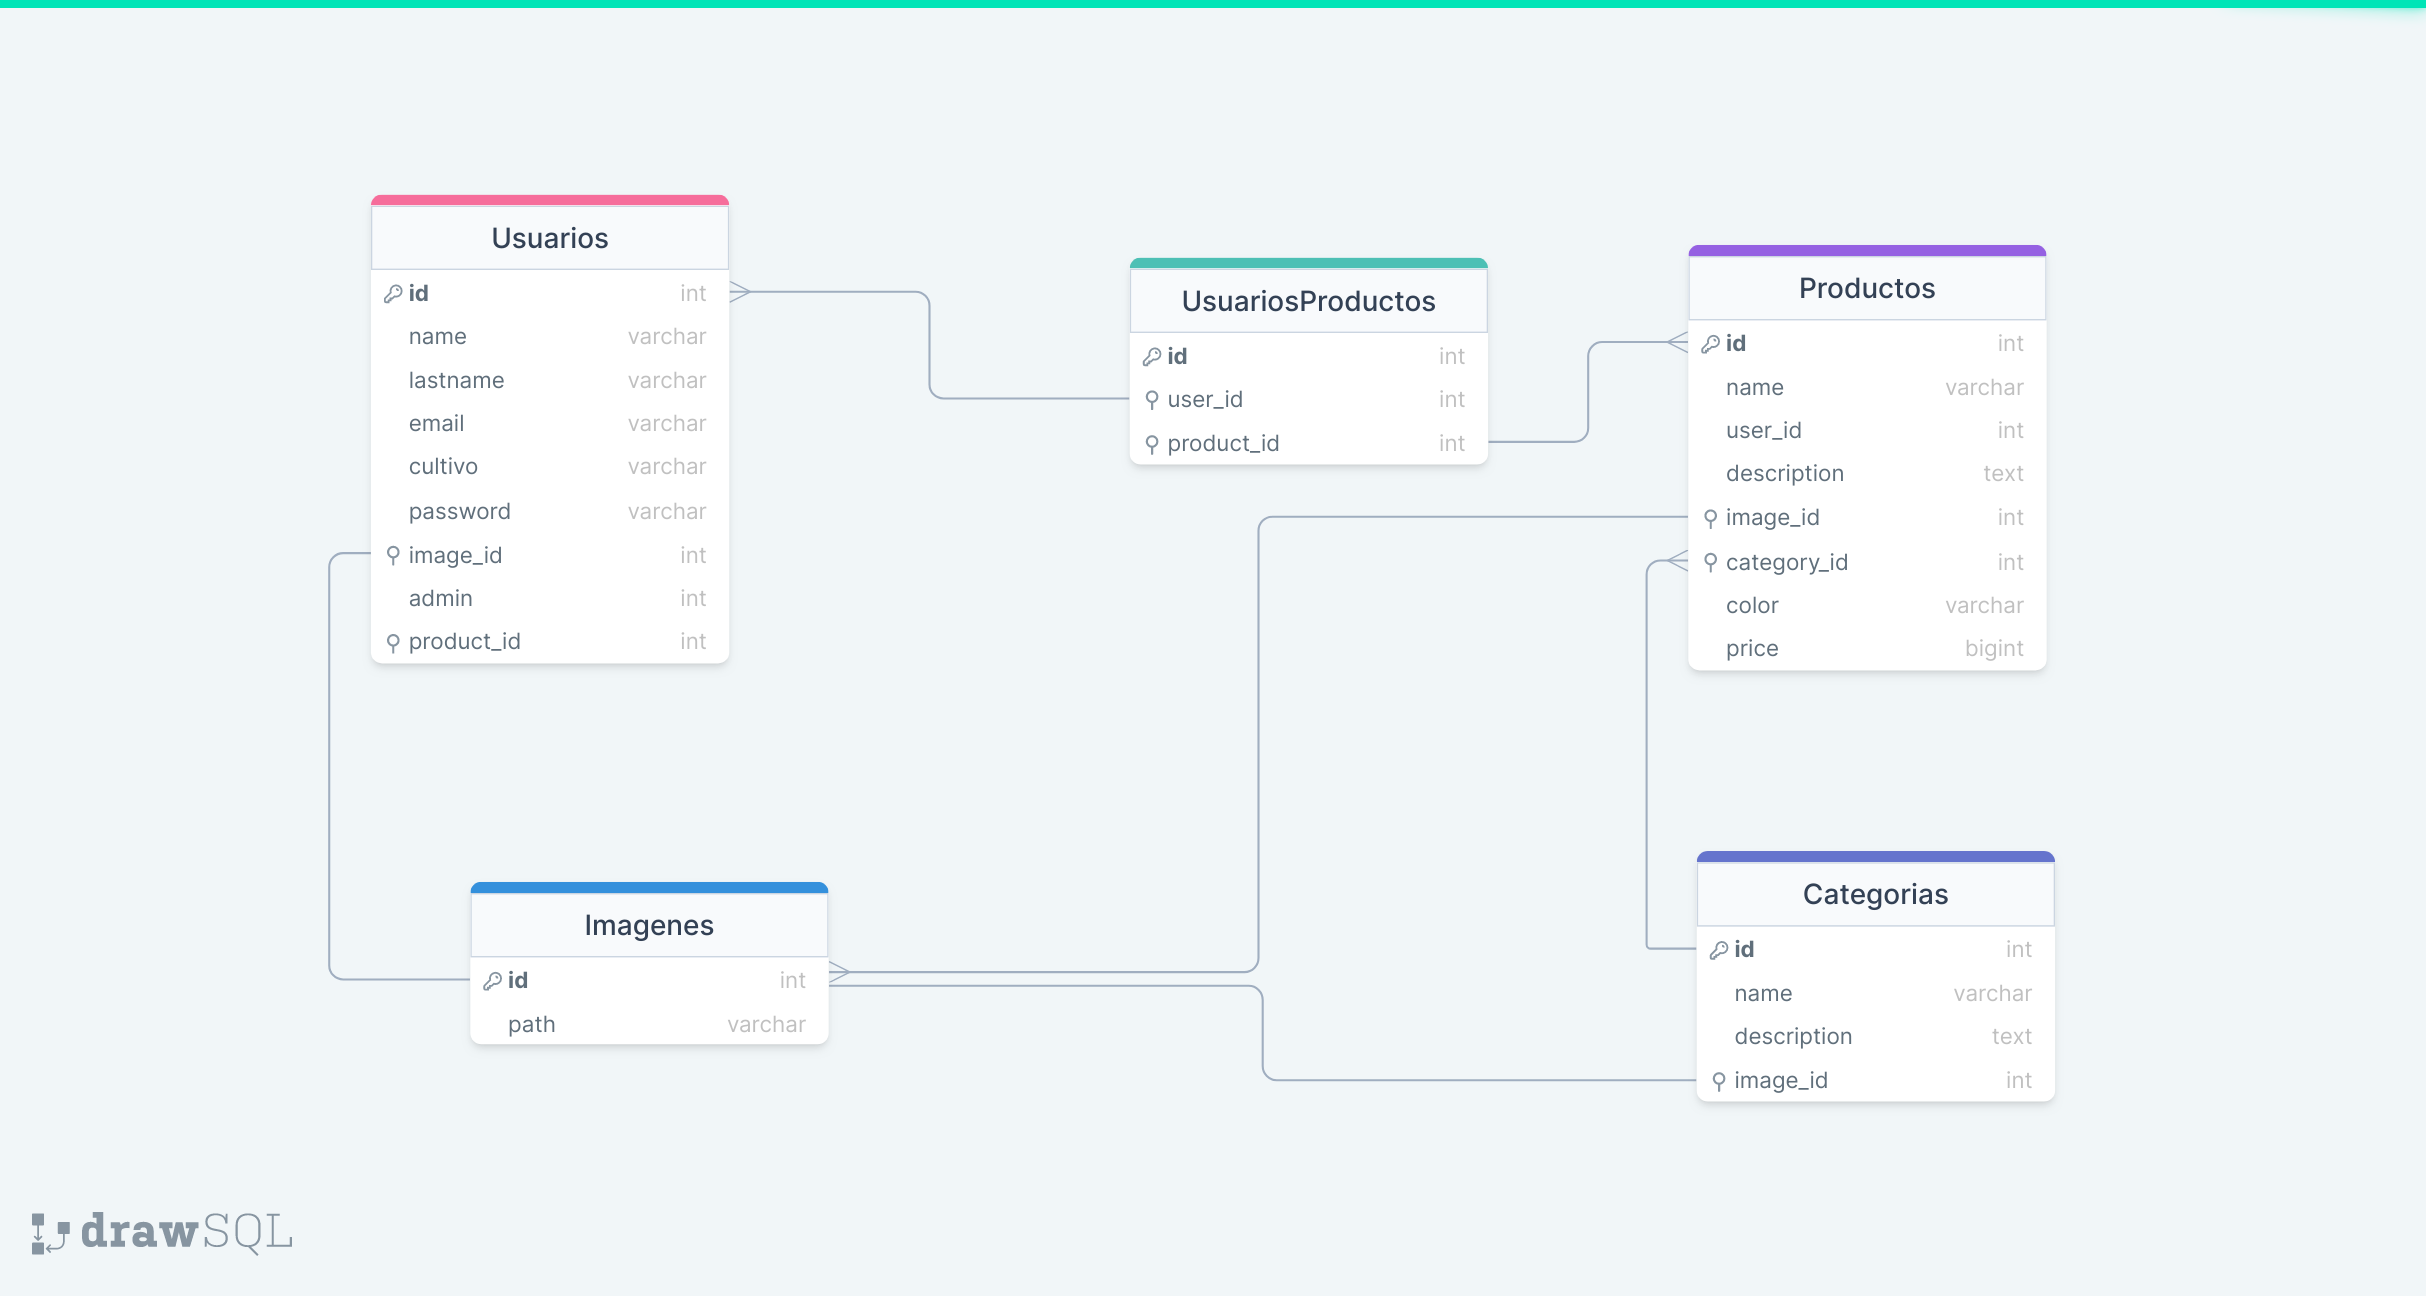 Usuarios
id int
name varchar
lastname varchar
email varchar
cultivo varchar
password varchar
image_id int
admin int
product_id int
UsuariosProductos
id int
user_id int
product_id int
Productos
id int
name varchar
user_id int
description text
image_id int
category_id int
color varchar
price bigint
Imagenes
id int
path varchar
Categorias
id int
name varchar
description text
image_id int
drawSQL